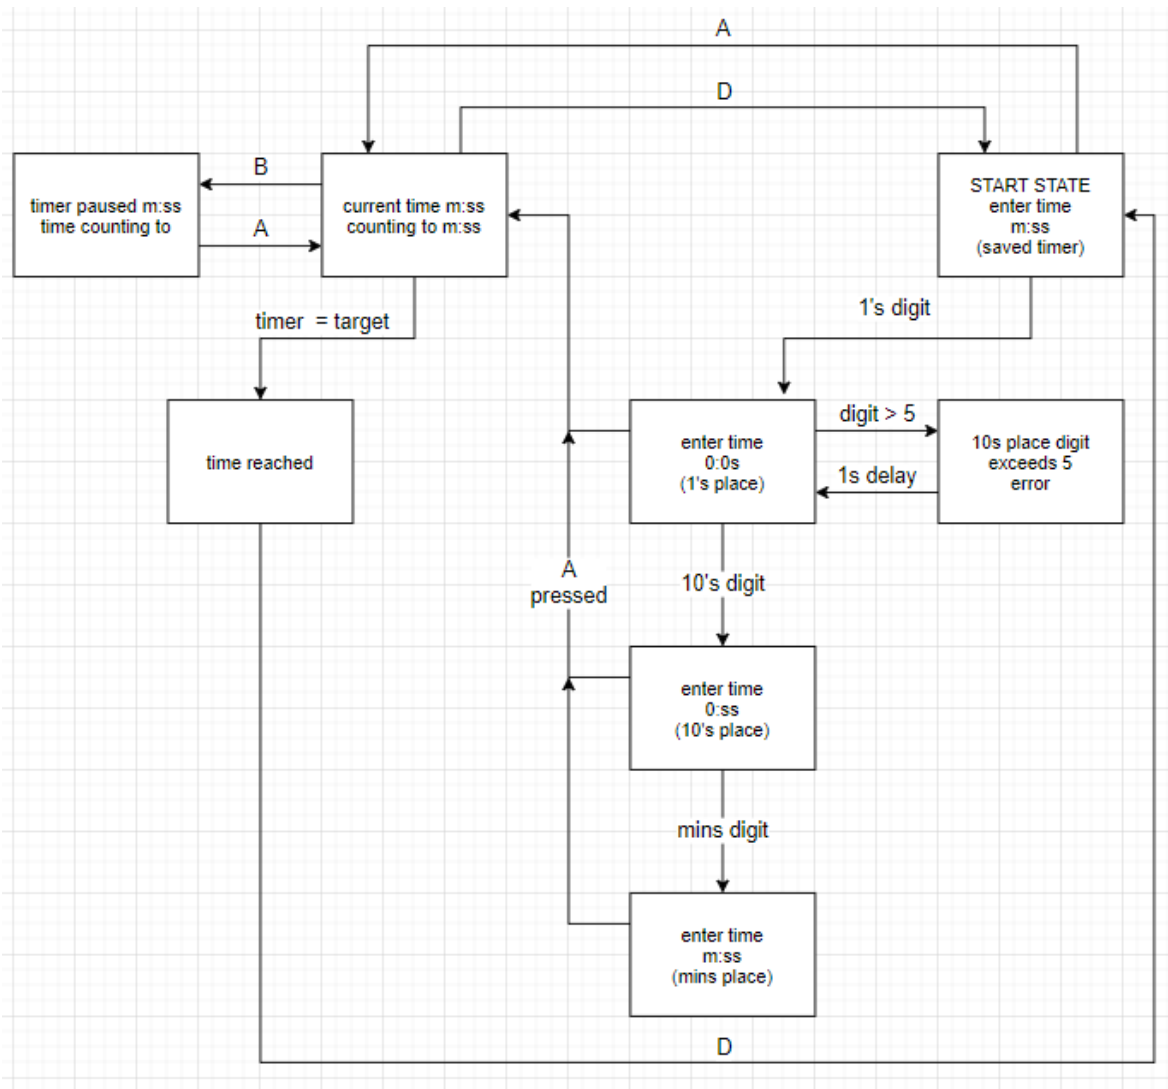 A
D
B
A
timer paused m:ss
time counting to
current time m:ss
counting to m:ss
START STATE
enter time
m:ss
(saved timer)
timer = target
1's digit
time reached
enter time
0:0s
(1's place)
digit > 5
1s delay
10s place digit
exceeds 5
error
A
pressed
10's digit
enter time
0:ss
(10's place)
mins digit
enter time
m:ss
(mins place)
D